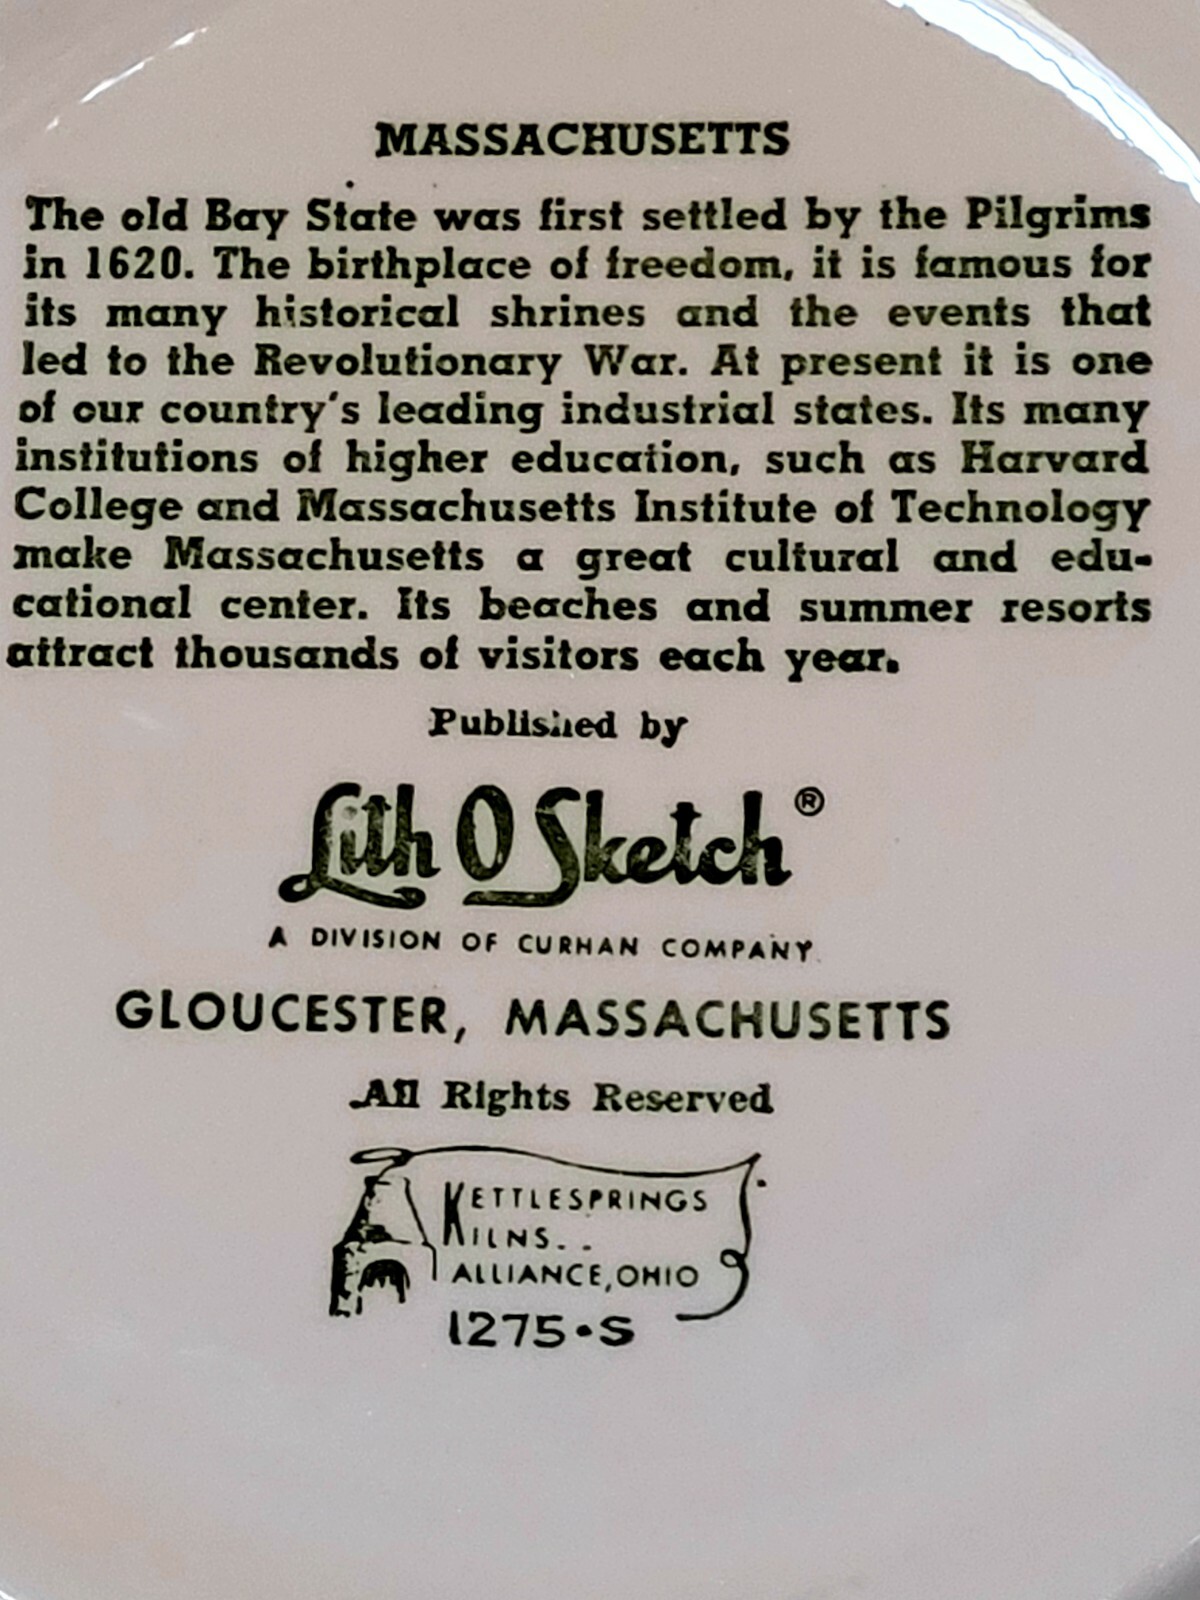 MASSACHUSETTS
The old Bay State was first settled by the Pilgrims
in 1620. The birthplace of freedom, it is famous for
its many historical shrines and the events that
led to the Revolutionary War. At present it is one
of our country's leading industrial states. Its many
institutions of higher education, such as Harvard
College and Massachusetts Institute of Technology
make Massachusetts a great cultural and edu-
cational center. Its beaches and summer resorts
attract thousands of visitors each year.
Published by
Lith O Sketch®
A DIVISION OF CURHAN COMPANY
GLOUCESTER, MASSACHUSETTS
All Rights Reserved
KETTLESPRINGS
KILNS..
ALLIANCE, OHIO
1275•S